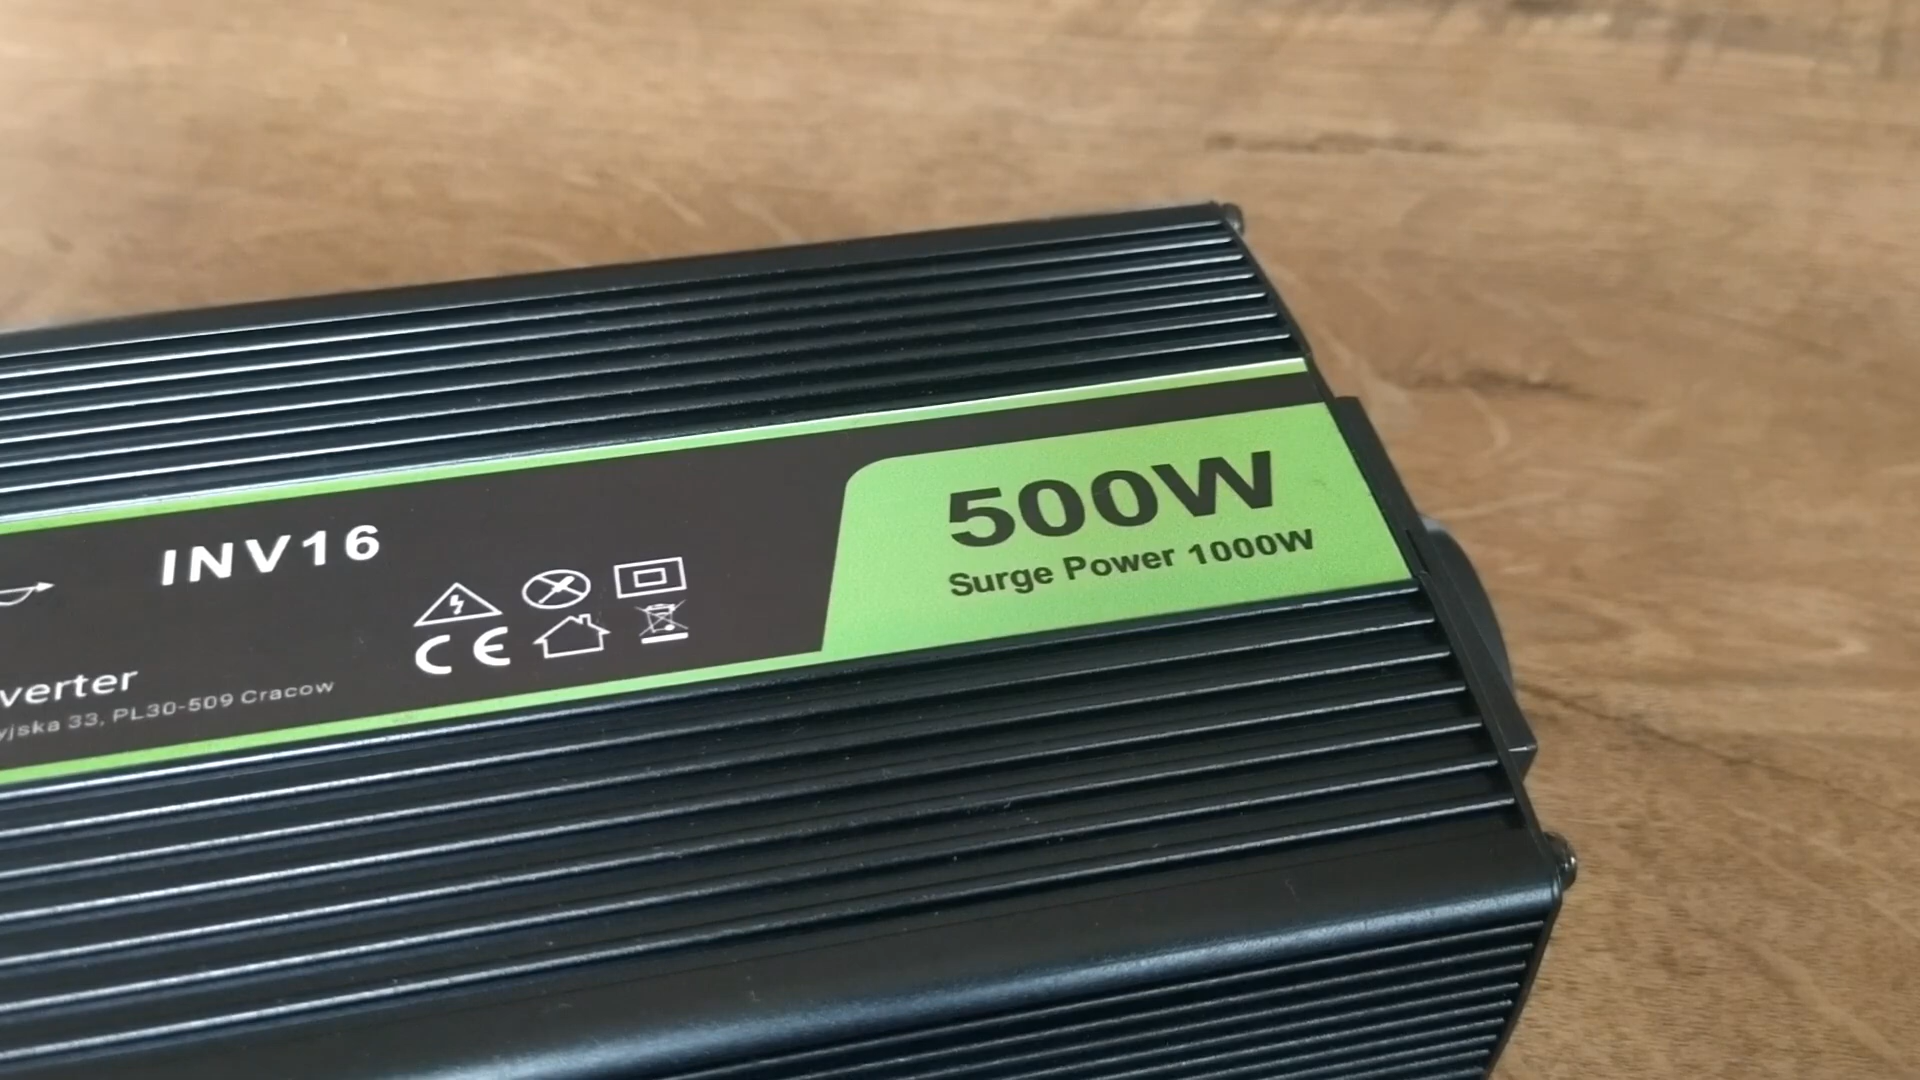 INV16
500W
Surge Power 1000W
CE
verter
yjska 33, PL30-509 Cracow